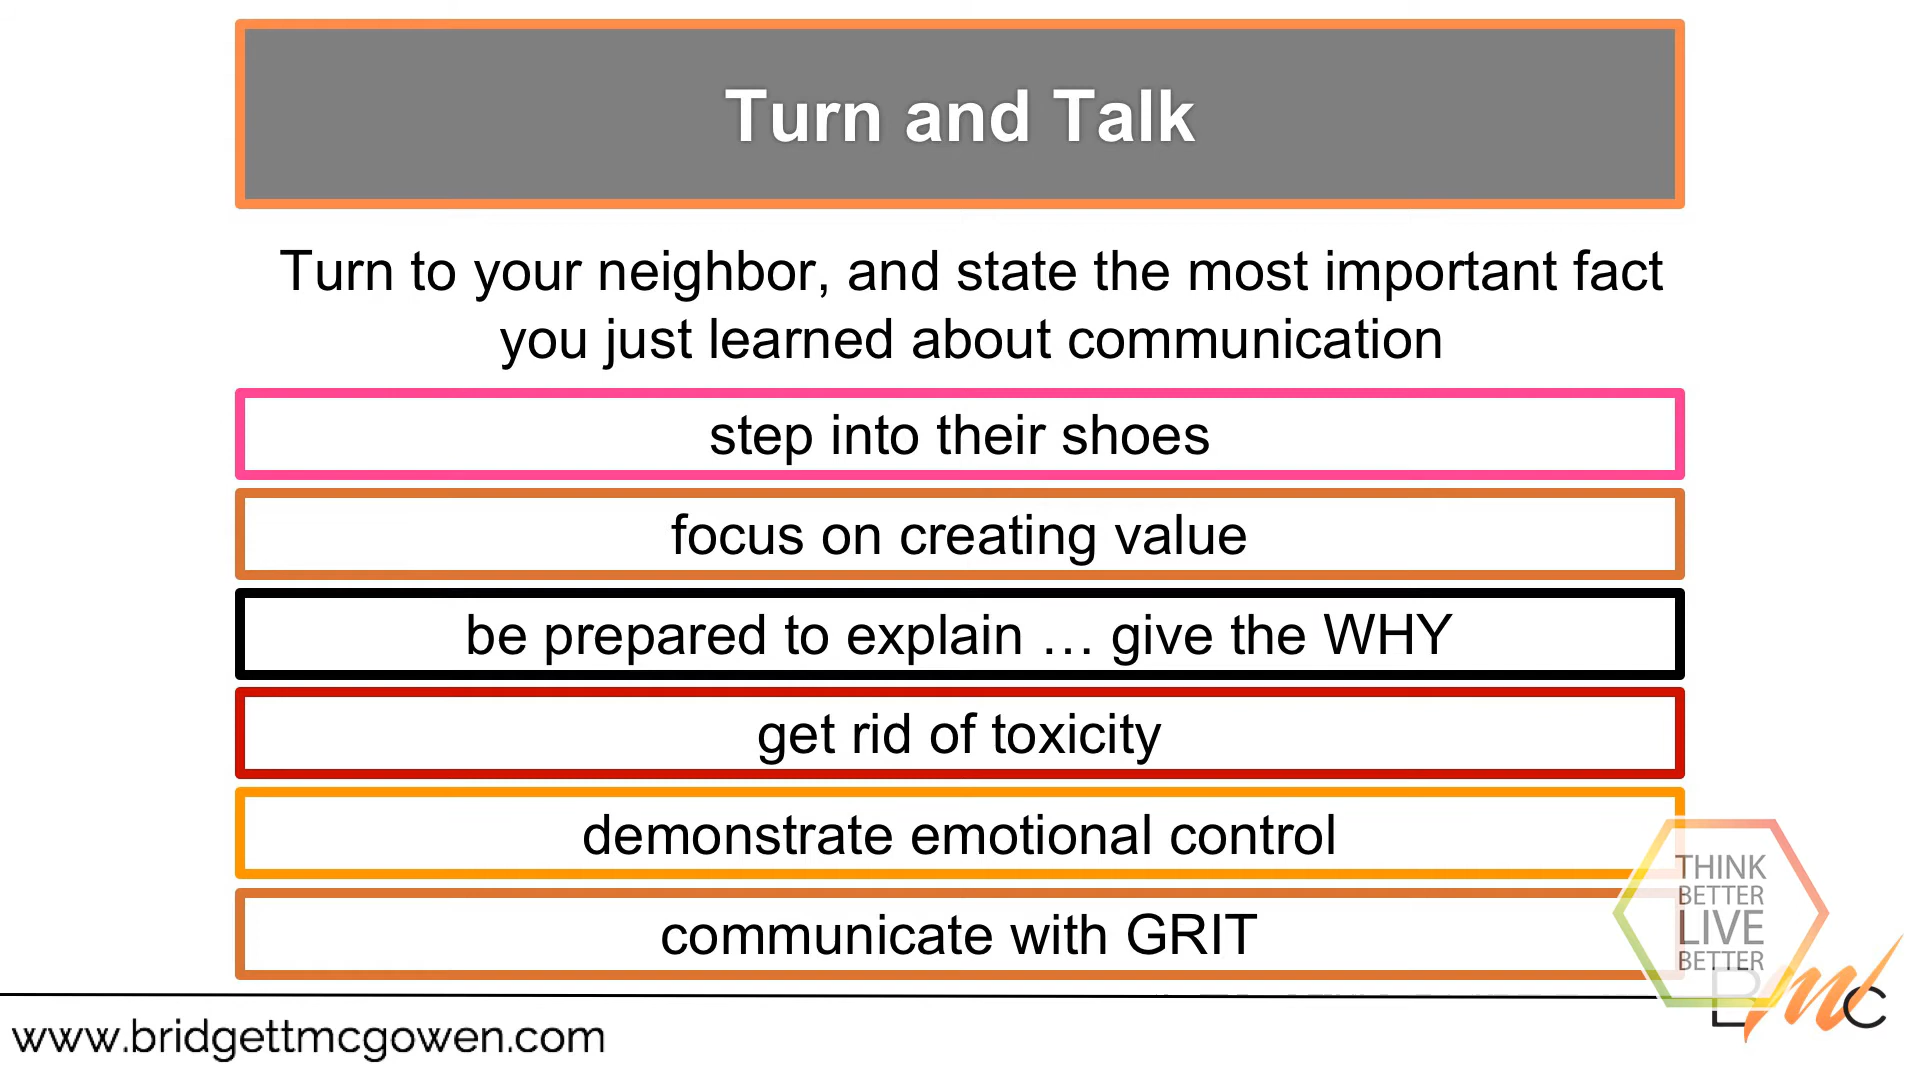 Turn and Talk
Turn to your neighbor, and state the most important fact
you just learned about communication
step into their shoes
focus on creating value
be prepared to explain … give the WHY
get rid of toxicity
demonstrate emotional control
communicate with GRIT
THINK
BETTER
LIVE
BETTER
BmC
www.bridgettmcgowen.com